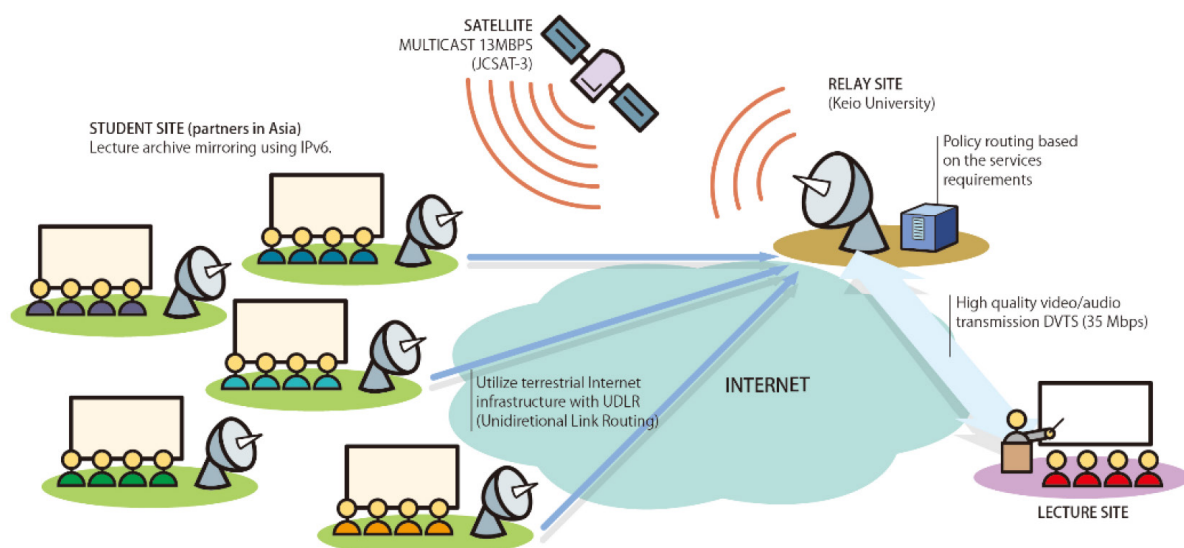 SATELLITE
MULTICAST 13MBPS
(JCSAT-3)
RELAY SITE
(Keio University)
STUDENT SITE (partners in Asia)
Lecture archive mirroring using IPv6.
Policy routing based
on the services
requirements
High quality video/audio
transmission DVTS (35 Mbps)
Utilize terrestrial Internet
infrastructure with UDLR
(Unidiretional Link Routing)
INTERNET
LECTURE SITE